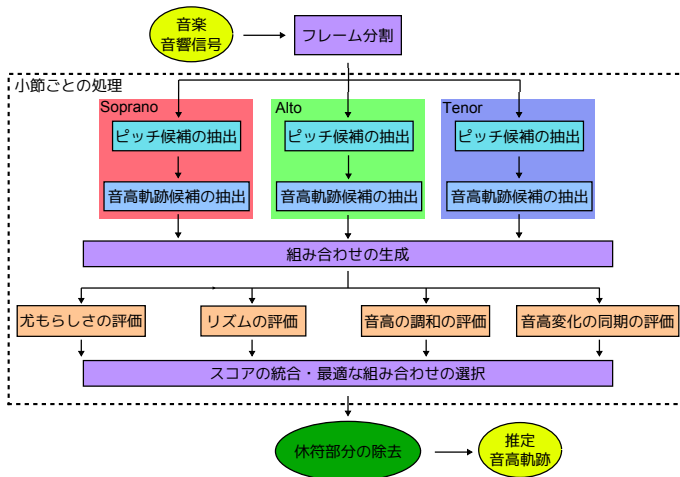 音楽
音響信号
フレーム分割
小節ごとの処理
Soprano
Alto
Tenor
ピッチ候補の抽出
ピッチ候補の抽出
ピッチ候補の抽出
音高軌跡候補の抽出
音高軌跡候補の抽出
音高軌跡候補の抽出
組み合わせの生成
尤もらしさの評価
リズムの評価
音高の調和の評価
音高変化の同期の評価
スコアの統合・最適な組み合わせの選択
休符部分の除去
推定
音高軌跡